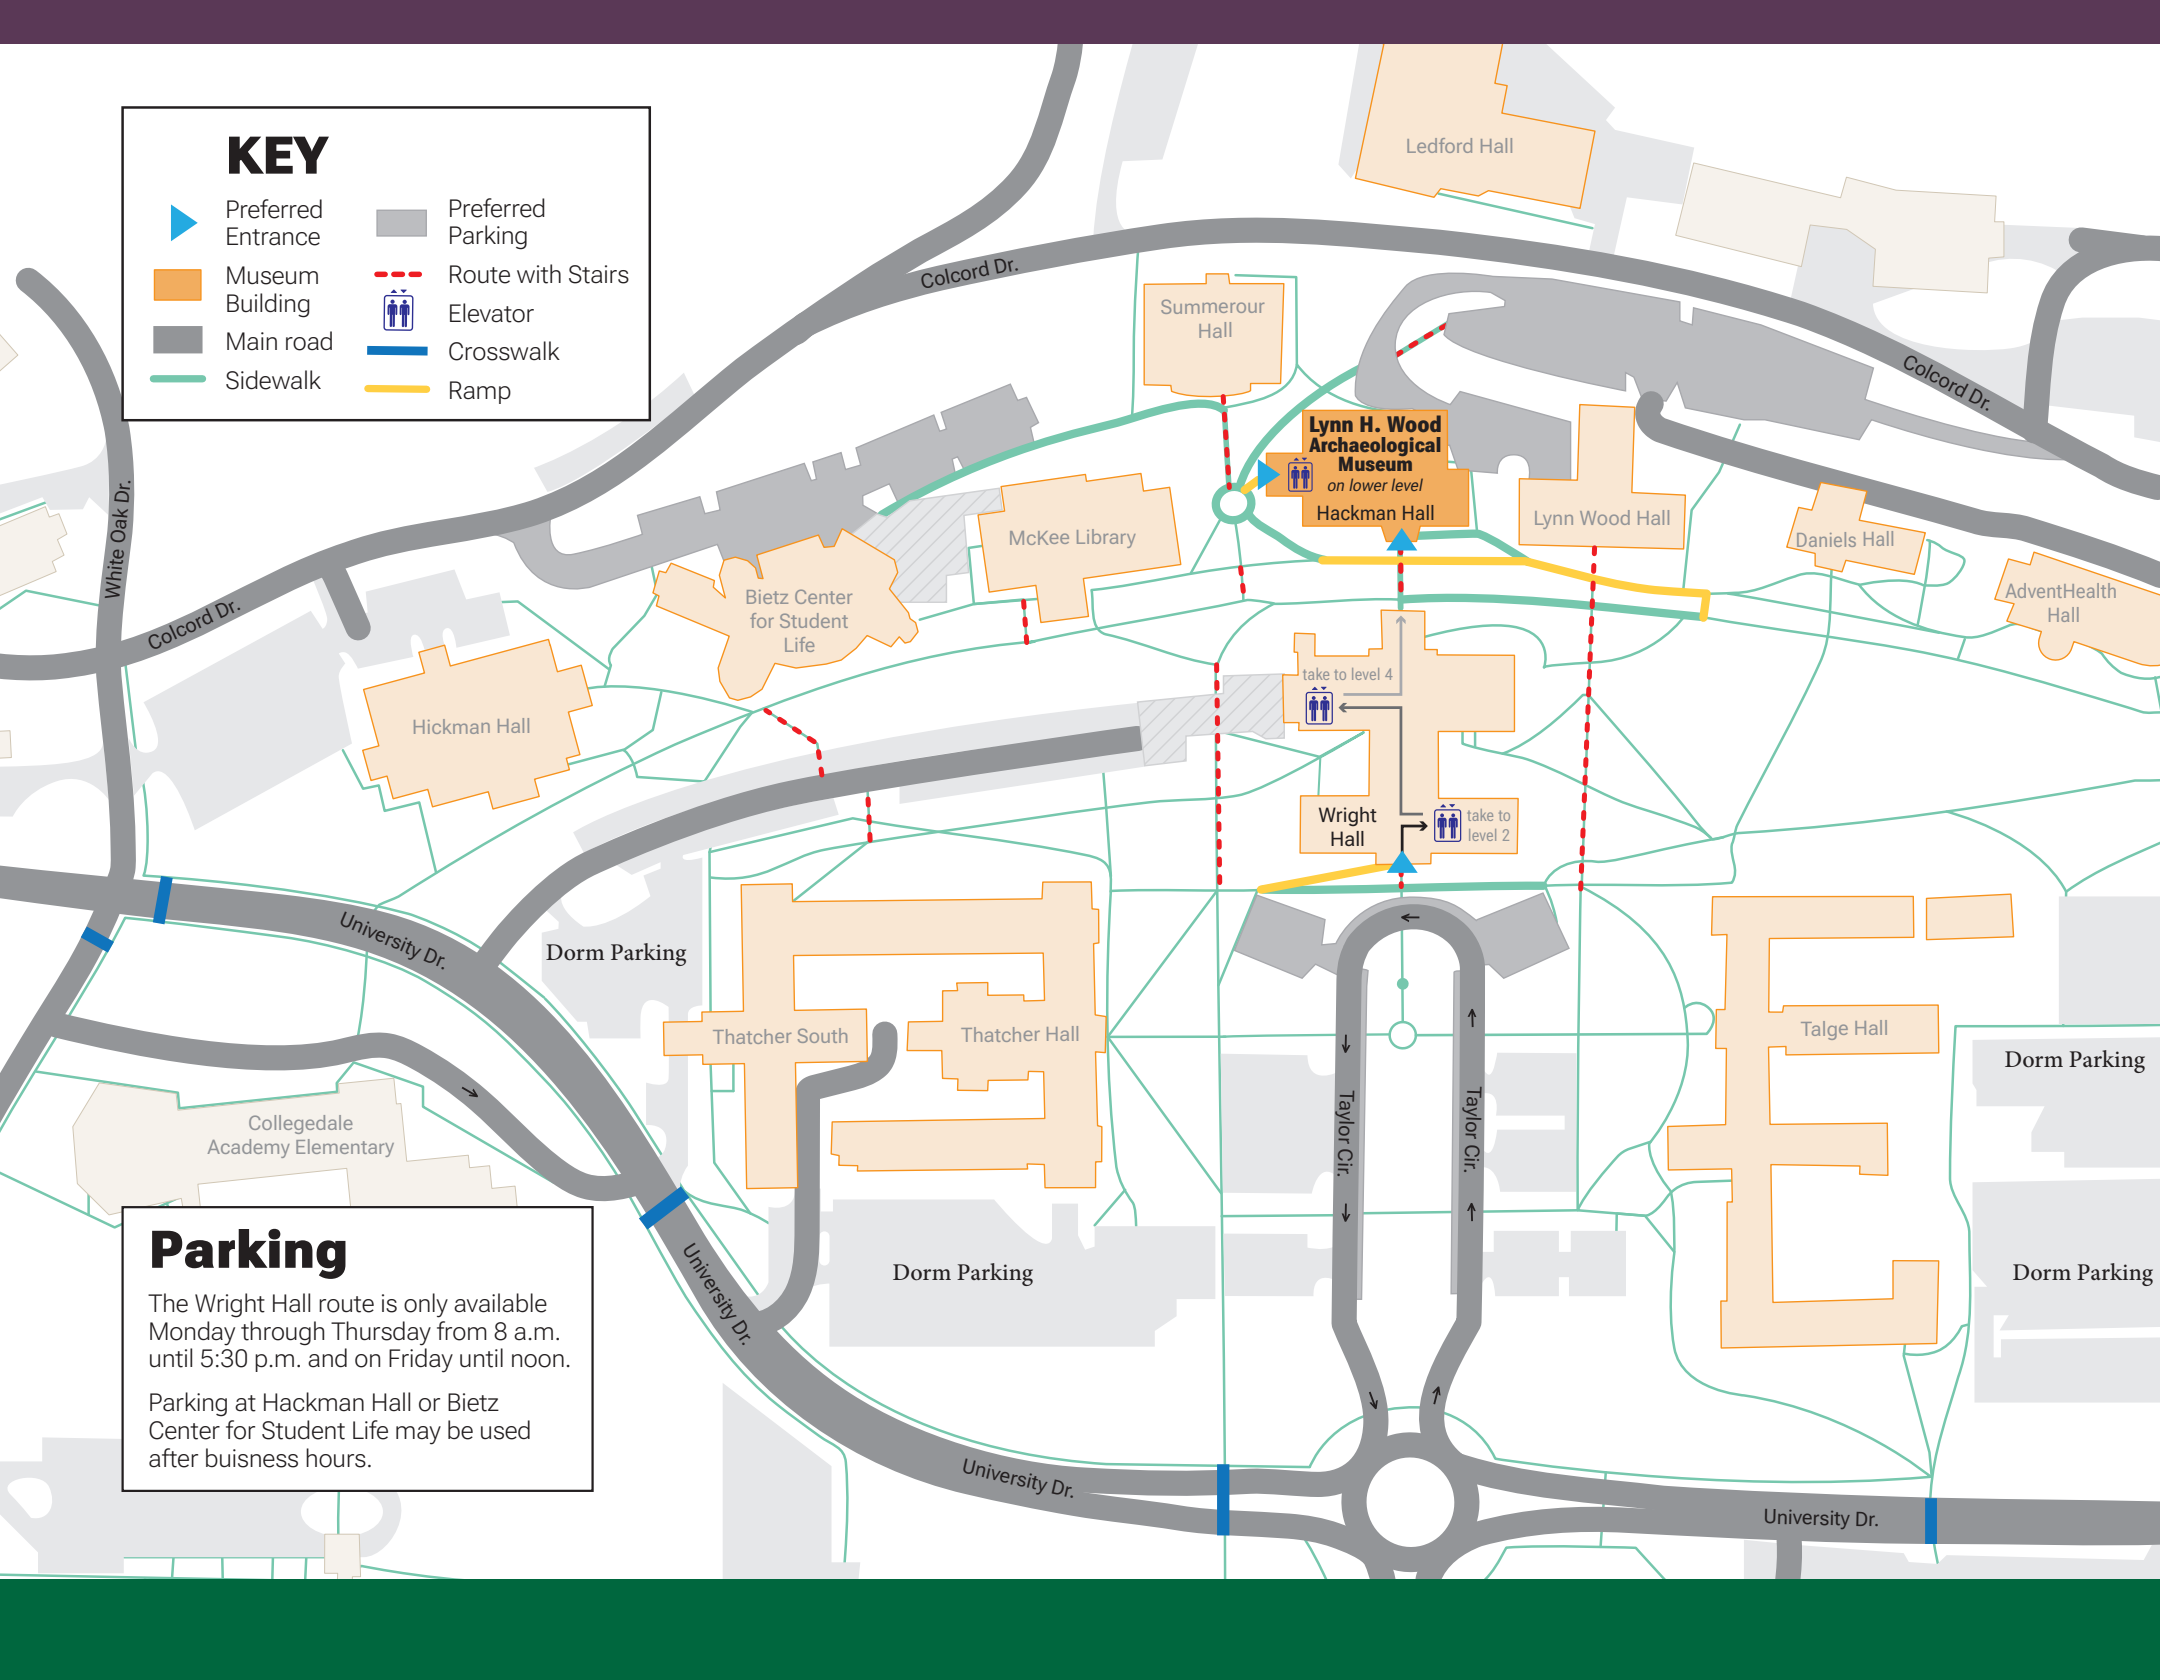 KEY
Preferred
Entrance
Museum
Building
Main road
Sidewalk
Preferred
Parking
Route with Stairs
Elevator
Crosswalk
Ramp
Ledford Hall
Colcord Dr.
Summerour
Hall
Colcord Dr.
Lynn H. Wood
Archaeological
Museum
on lower level
Hackman Hall
White Oak Dr.
McKee Library
Lynn Wood Hall
Daniels Hall
AdventHealth
Hall
Colcord Dr.
Bietz Center
for Student
Life
take to level 4
Hickman Hall
Wright
Hall
take to
level 2
University Dr.
Dorm Parking
Thatcher South
Thatcher Hall
Talge Hall
Dorm Parking
Taylor Cir.
Taylor Cir.
Collegedale
Academy Elementary
Dorm Parking
Dorm Parking
University Dr.
Parking
The Wright Hall route is only available
Monday through Thursday from 8 a.m.
until 5:30 p.m. and on Friday until noon.
Parking at Hackman Hall or Bietz
Center for Student Life may be used
after buisness hours.
University Dr.
University Dr.